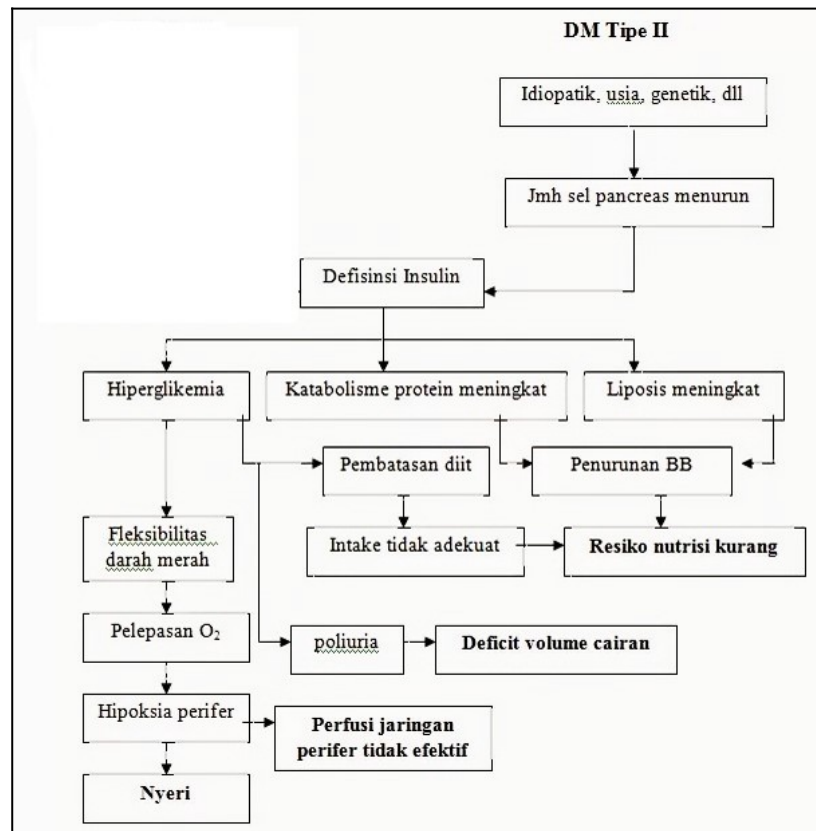 DM Tipe II
Idiopatik, usia, genetik, dll
Jmh sel pancreas menurun
Defisinsi Insulin
Hiperglikemia
Katabolisme protein meningkat
Liposis meningkat
Pembatasan diit
Penurunan BB
Fleksibilitas
darah merah
Intake tidak adekuat
Resiko nutrisi kurang
Pelepasan O₂
poliuria
Deficit volume cairan
Hipoksia perifer
Perfusi jaringan
perifer tidak efektif
Nyeri